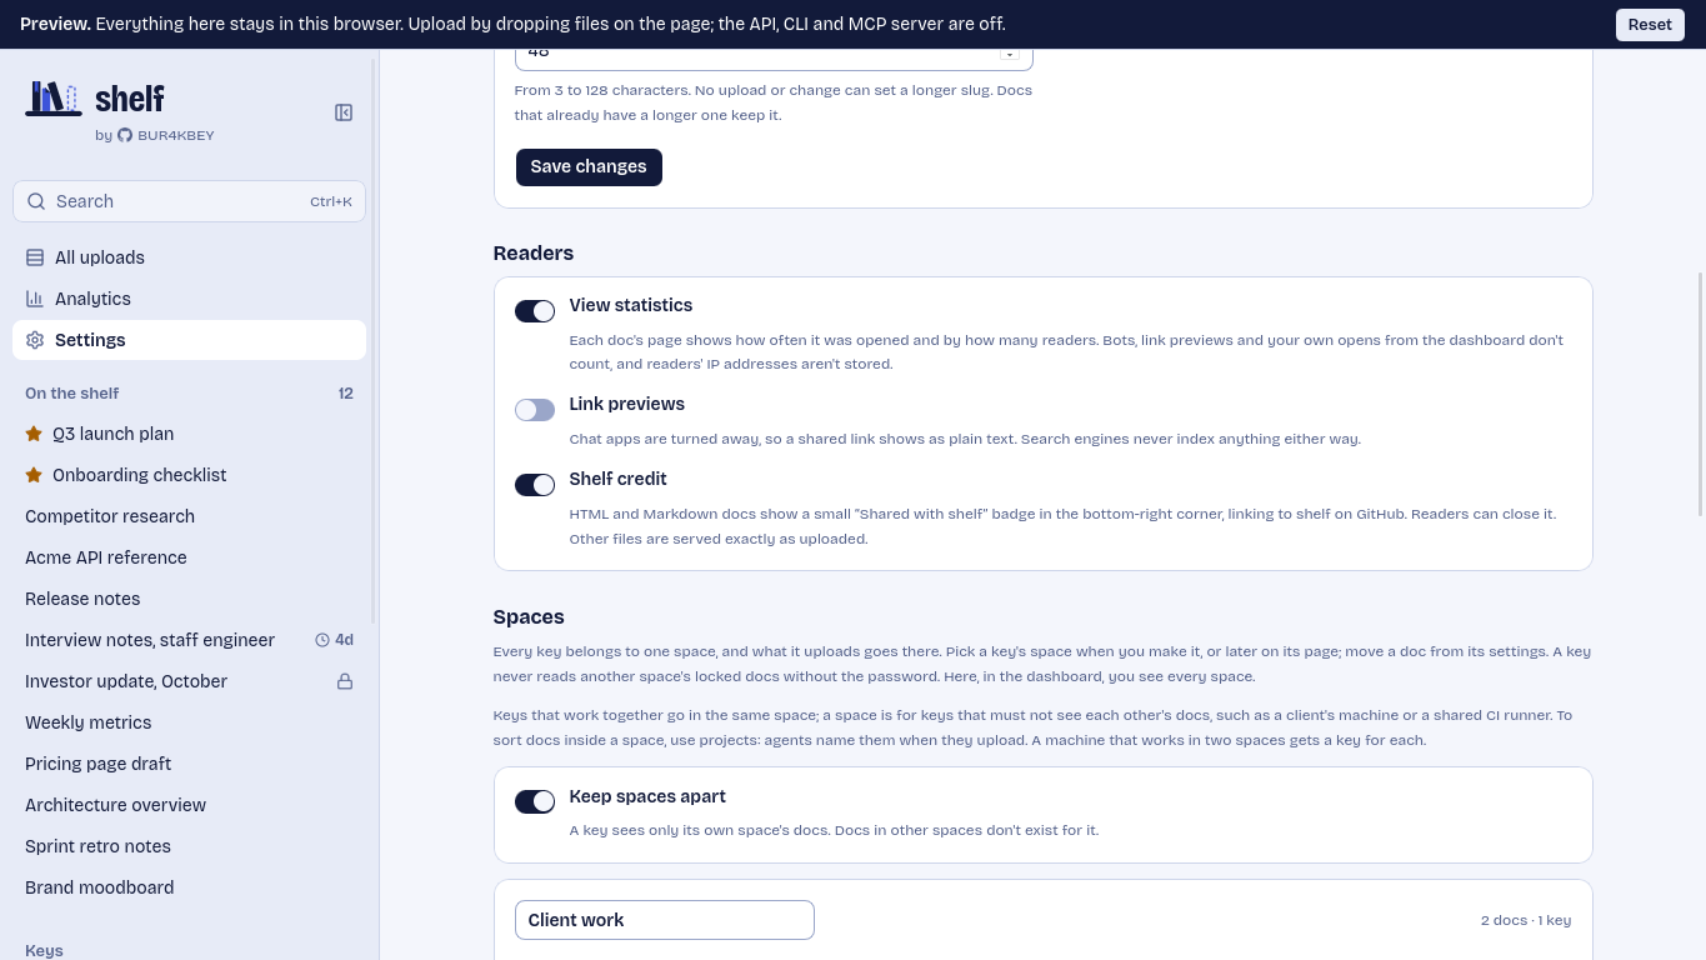 Preview. Everything here stays in this browser. Upload by dropping files on the page; the API, CLI and MCP server are off.
Reset
shelf
by BUR4KBEY
Search
Ctrl+K
All uploads
Analytics
Settings
On the shelf
12
Q3 launch plan
Onboarding checklist
Competitor research
Acme API reference
Release notes
Interview notes, staff engineer
4d
Investor update, October
Weekly metrics
Pricing page draft
Architecture overview
Sprint retro notes
Brand moodboard
Keys
48
From 3 to 128 characters. No upload or change can set a longer slug. Docs
that already have a longer one keep it.
Save changes
Readers
View statistics
Each doc's page shows how often it was opened and by how many readers. Bots, link previews and your own opens from the dashboard don't
count, and readers' IP addresses aren't stored.
Link previews
Chat apps are turned away, so a shared link shows as plain text. Search engines never index anything either way.
Shelf credit
HTML and Markdown docs show a small "Shared with shelf" badge in the bottom-right corner, linking to shelf on GitHub. Readers can close it.
Other files are served exactly as uploaded.
Spaces
Every key belongs to one space, and what it uploads goes there. Pick a key's space when you make it, or later on its page; move a doc from its settings. A key
never reads another space's locked docs without the password. Here, in the dashboard, you see every space.
Keys that work together go in the same space; a space is for keys that must not see each other's docs, such as a client's machine or a shared CI runner. To
sort docs inside a space, use projects: agents name them when they upload. A machine that works in two spaces gets a key for each.
Keep spaces apart
A key sees only its own space's docs. Docs in other spaces don't exist for it.
Client work
2 docs · 1 key